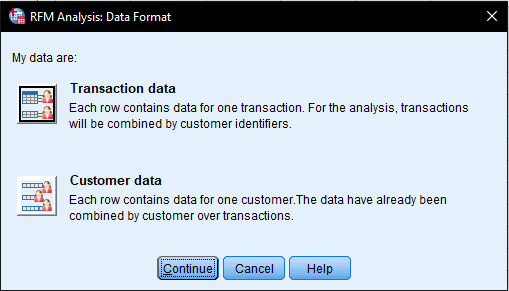 RFM Analysis: Data Format
My data are:
Transaction data
Each row contains data for one transaction. For the analysis, transactions
will be combined by customer identifiers.
Customer data
Each row contains data for one customer.The data have already been
combined by customer over transactions.
Continue Cancel Help